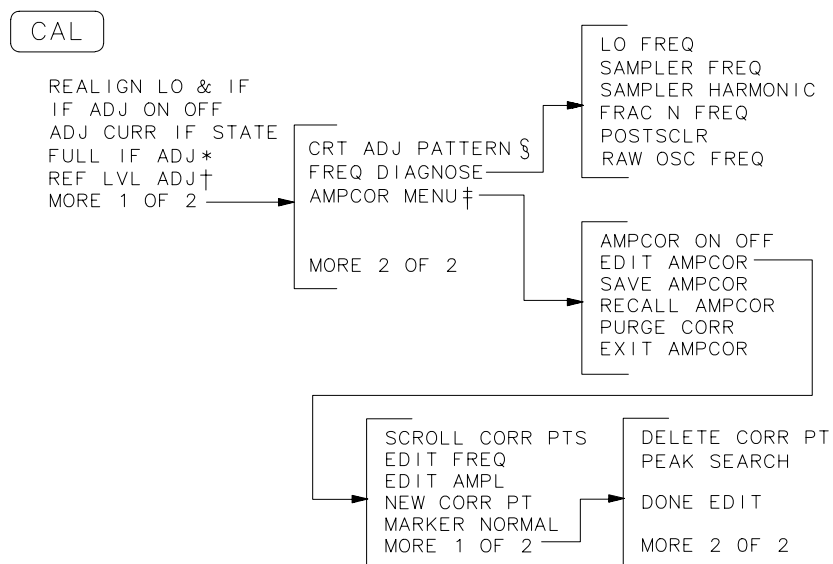 CAL
REALIGN LO & IF
IF ADJ ON OFF
ADJ CURR IF STATE
FULL IF ADJ*
REF LVL ADJ†
MORE 1 OF 2
CRT ADJ PATTERN §
FREQ DIAGNOSE
AMPCOR MENU‡
MORE 2 OF 2
LO FREQ
SAMPLER FREQ
SAMPLER HARMONIC
FRAC N FREQ
POSTSCLR
RAW OSC FREQ
AMPCOR ON OFF
EDIT AMPCOR
SAVE AMPCOR
RECALL AMPCOR
PURGE CORR
EXIT AMPCOR
SCROLL CORR PTS
EDIT FREQ
EDIT AMPL
NEW CORR PT
MARKER NORMAL
MORE 1 OF 2
DELETE CORR PT
PEAK SEARCH
DONE EDIT
MORE 2 OF 2